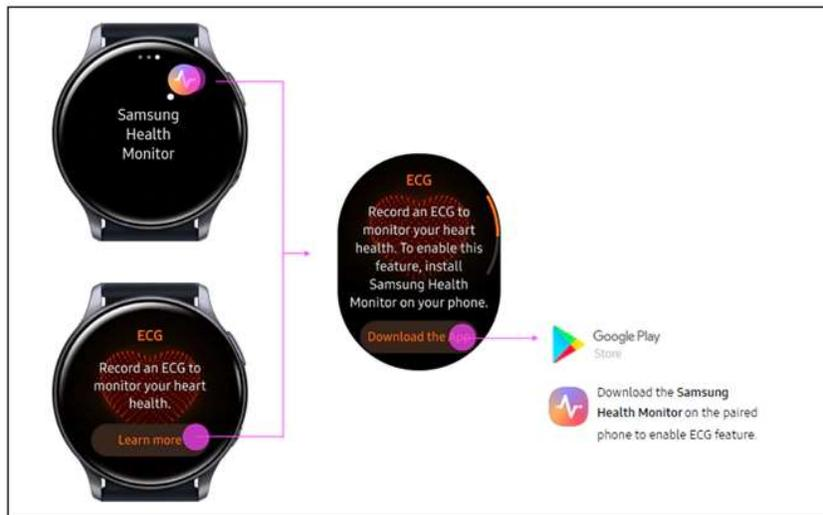 Samsung
Health
Monitor
ECG
Record an ECG to
monitor your heart
health.
Learn more
ECG
Record an ECG to
monitor your heart
health. To enable this
feature, install
Samsung Health
Monitor on your phone.
Download the App
Google Play
Store
Download the Samsung
Health Monitor on the paired
phone to enable ECG feature.